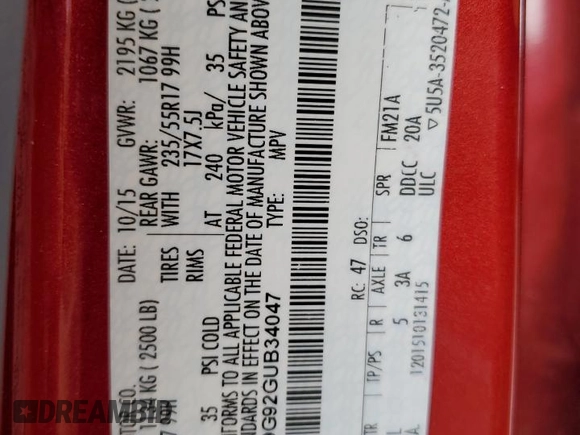 DATE: 10/15 GVWR: 2195 KG
(2500 LB) REAR GAWR: 1067 KG (
99H TIRES WITH 235/55R17 99H
RIMS 17X7.5J
35 PSI COLD AT 240 kPa/ 35 PS
TO ALL APPLICABLE FEDERAL MOTOR VEHICLE SAFETY AN
IN EFFECT ON THE DATE OF MANUFACTURE SHOWN ABOV
G92GUB34047 TYPE: MPV
RC: 47 DSO:
TR TP/PS R AXLE TR SPR FM21A
5 3A 6 DDCC 20A
ULC
1201510131415 ▽5U5A-3520472-
DREAMBID